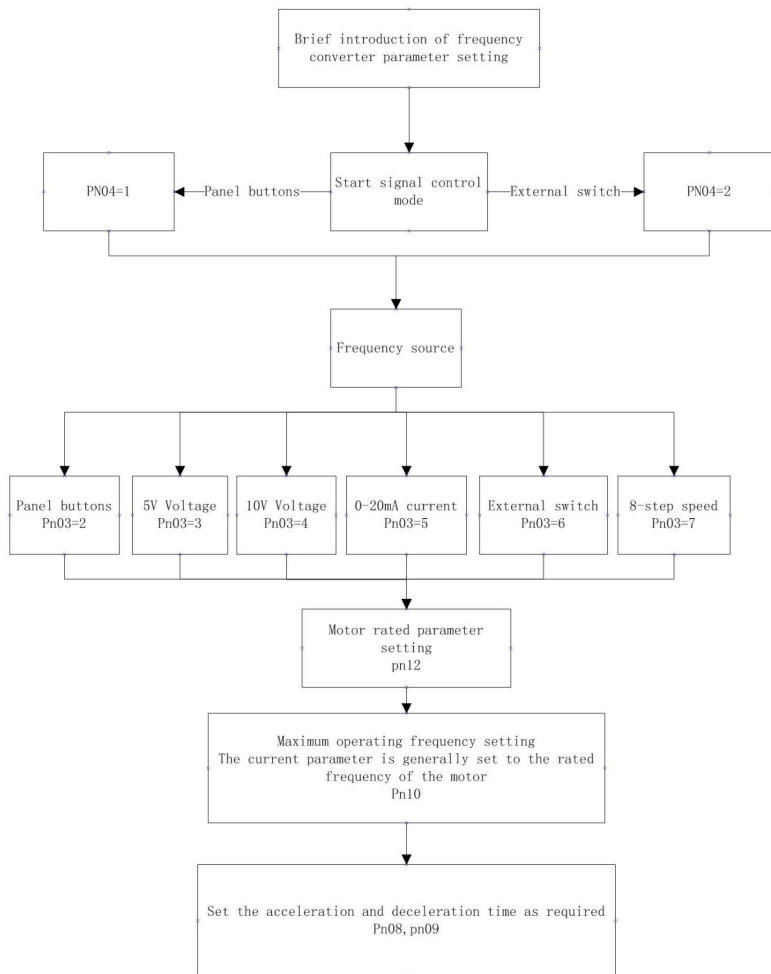 Brief introduction of frequency
converter parameter setting
PN04=1
Panel buttons
Start signal control
mode
External switch
PN04=2
Frequency source
Panel buttons
Pn03=2
5V Voltage
Pn03=3
10V Voltage
Pn03=4
0-20mA current
Pn03=5
External switch
Pn03=6
8-step speed
Pn03=7
Motor rated parameter
setting
pn12
Maximum operating frequency setting
The current parameter is generally set to the rated
frequency of the motor
Pn10
Set the acceleration and deceleration time as required
Pn08,pn09